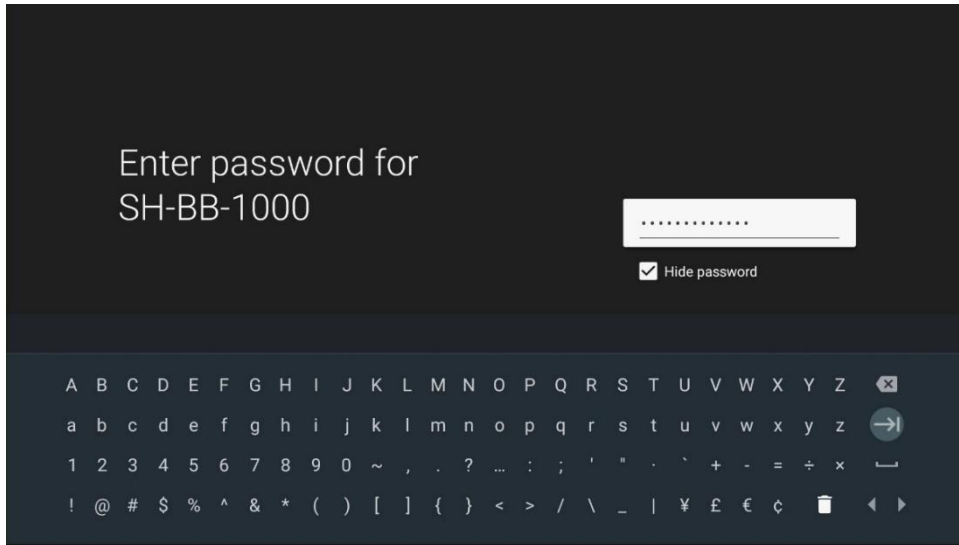 Enter password for
SH-BB-1000
•••••••••••••
Hide password
A B C D E F G H I J K L M N O P Q R S T U V W X Y Z
a b c d e f g h i j k l m n o p q r s t u v w x y z
1 2 3 4 5 6 7 8 9 0 ~ , . ? … : ; ' " · ` + - = ÷ ×
! @ # $ % ^ & * ( ) [ ] { } < > / \ _ | ¥ £ € ¢